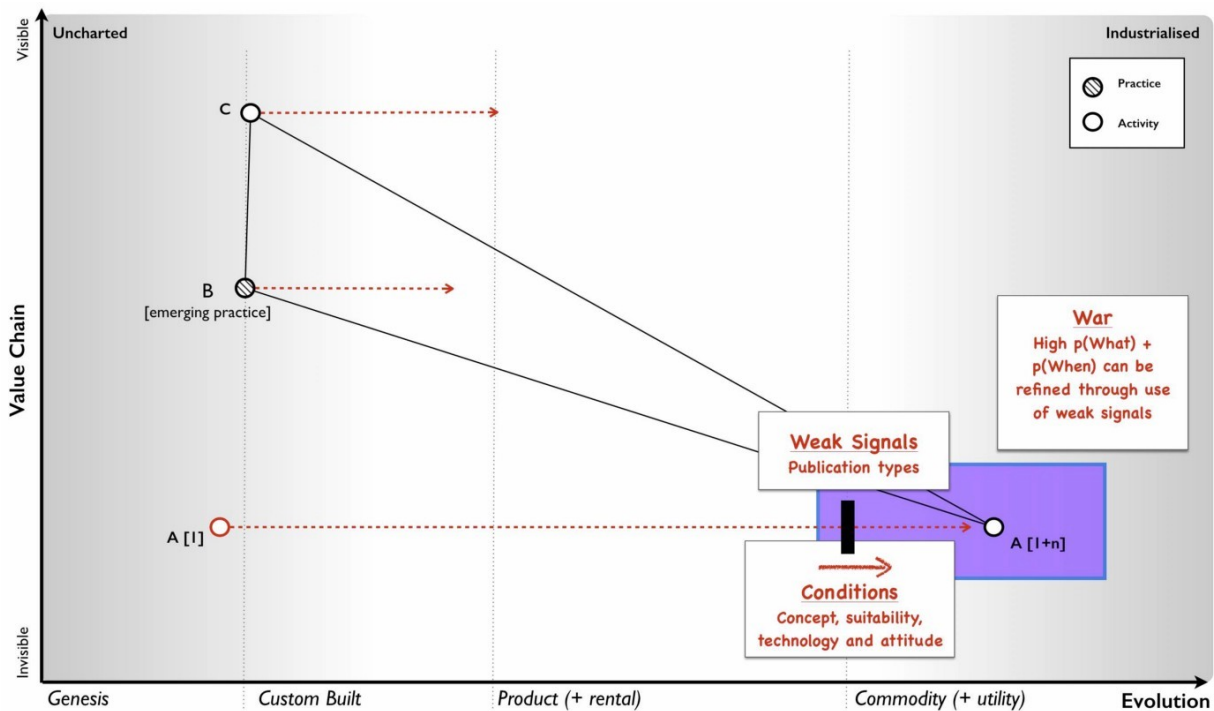 Visible
Uncharted
Industrialised
Practice
Activity
C
B
[emerging practice]
Value Chain
War
High p(What) +
p(When) can be
refined through use
of weak signals
Weak Signals
Publication types
A [1]
A [1+n]
Conditions
Concept, suitability,
technology and attitude
Invisible
Genesis
Custom Built
Product (+ rental)
Commodity (+ utility)
Evolution